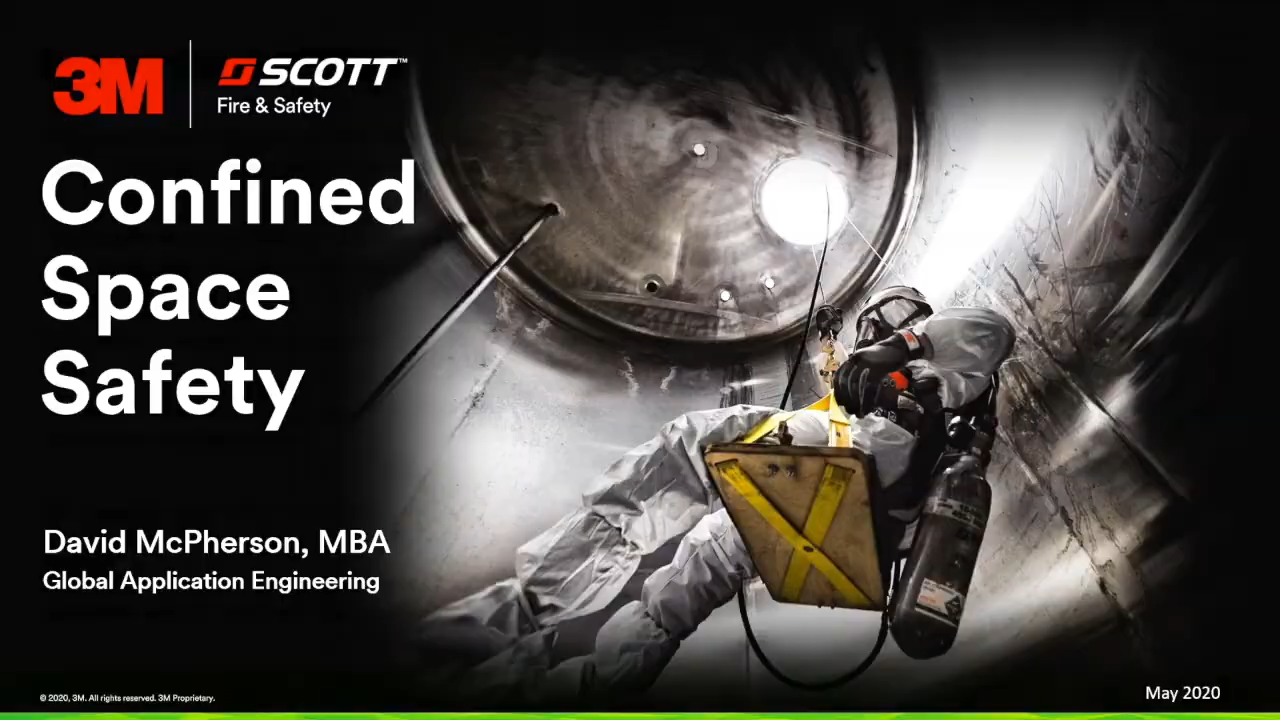 3M
SCOTT™
Fire & Safety
Confined
Space
Safety
David McPherson, MBA
Global Application Engineering
© 2020, 3M. All rights reserved. 3M Proprietary.
May 2020